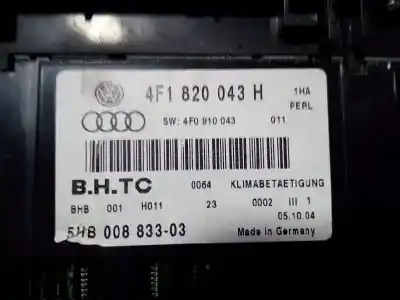 4F1 820 043 H
1HA
PERL
SW: 4F0 910 043 011
B.H.TC 0064 KLIMABETAETIGUNG
BHB 001 H011 23 0002 III 1
05.10.04
5HB 008 833-03 Made in Germany